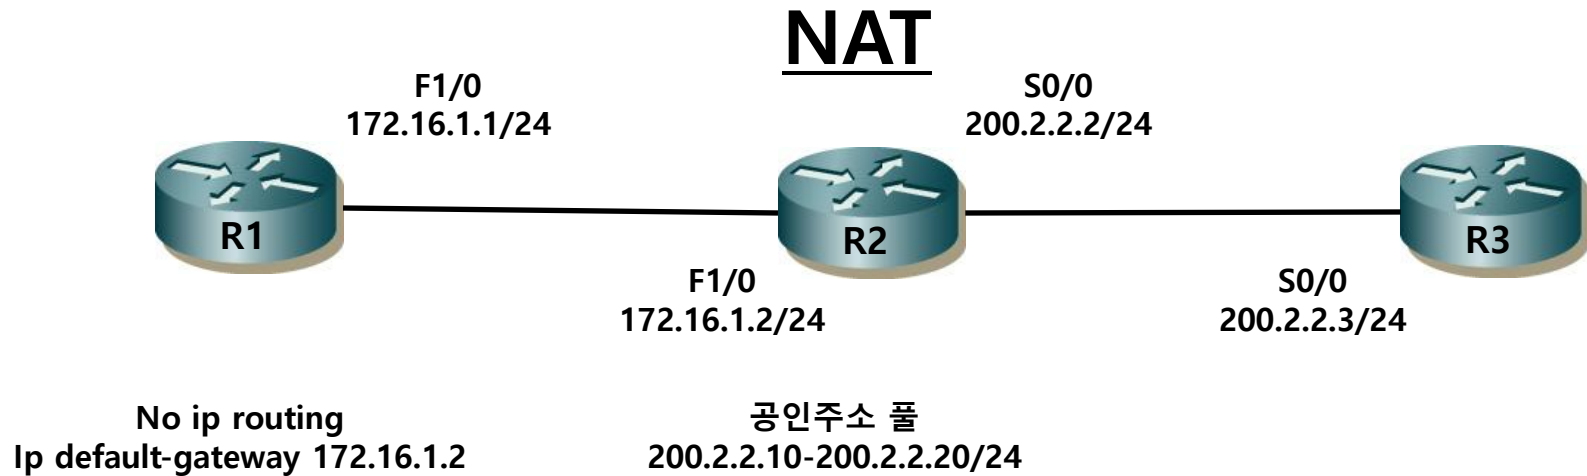 NAT
F1/0
172.16.1.1/24
S0/0
200.2.2.2/24
R1
R2
R3
F1/0
172.16.1.2/24
S0/0
200.2.2.3/24
No ip routing
Ip default-gateway 172.16.1.2
공인주소 풀
200.2.2.10-200.2.2.20/24